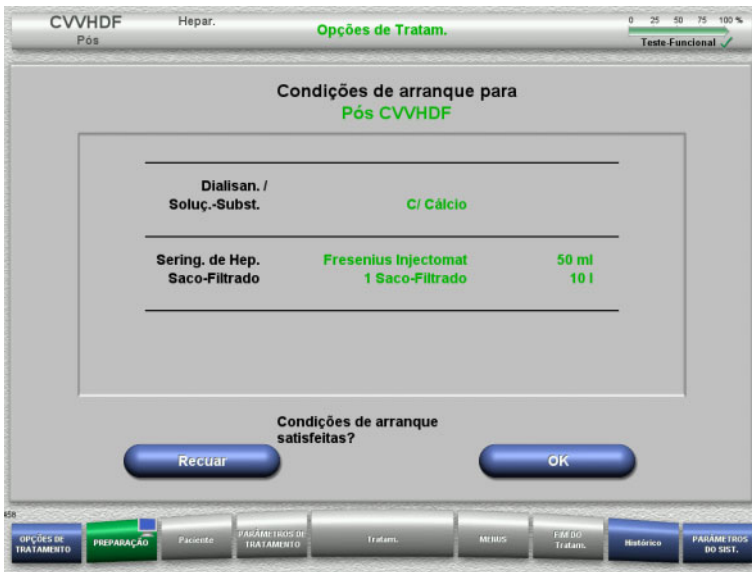 CVVHDF
Pós
Hepar.
Opções de Tratam.
0 25 50 75 100 %
Teste-Funcional
Condições de arranque para
Pós CVVHDF
Dialisan. /
Soluç.-Subst. C/ Cálcio
Sering. de Hep. Fresenius Injectomat 50 ml
Saco-Filtrado 1 Saco-Filtrado 10 l
Condições de arranque
satisfeitas?
Recuar
OK
458
OPÇÕES DE
TRATAMENTO
PREPARAÇÃO
Paciente
PARÂMETROS DE
TRATAMENTO
Tratam.
MENUS
FIM DO
Tratam.
Histórico
PARÂMETROS
DO SIST.